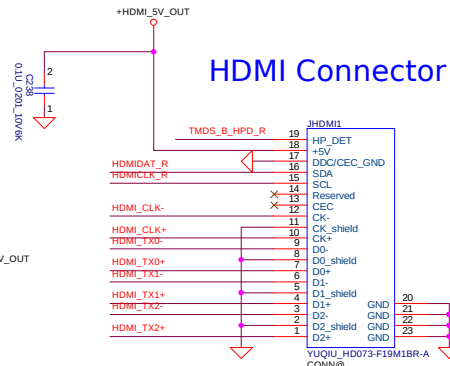 +HDMI_5V_OUT
HDMI Connector
2
C238
0.1U_0201_10V6K
1
JHDMI1
TMDS_B_HPD_R 19 HP_DET
18 +5V
17 DDC/CEC_GND
HDMIDAT_R 16 SDA
HDMICLK_R 15 SCL
14 Reserved
13 CEC
HDMI_CLK- 12 CK-
11 CK_shield
HDMI_CLK+ 10 CK+
HDMI_TX0- 9 D0-
8 D0_shield
V_OUT
HDMI_TX0+ 7 D0+
HDMI_TX1- 6 D1-
5 D1_shield
HDMI_TX1+ 4 D1+ GND 20
HDMI_TX2- 3 D2- GND 21
2 D2_shield GND 22
HDMI_TX2+ 1 D2+ GND 23
YUQIU_HD073-F19M1BR-A
CONN@